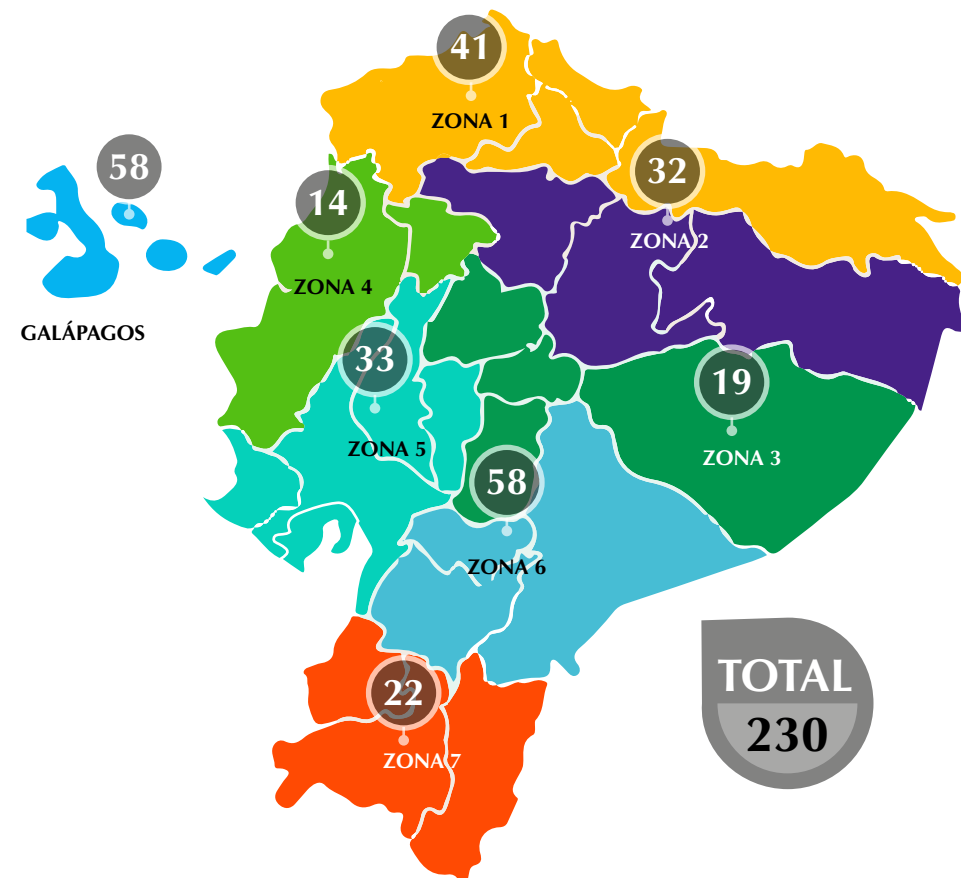 41
ZONA 1
58
32
14
ZONA 2
ZONA 4
GALÁPAGOS
33
19
ZONA 5
ZONA 3
58
ZONA 6
TOTAL
230
22
ZONA 7